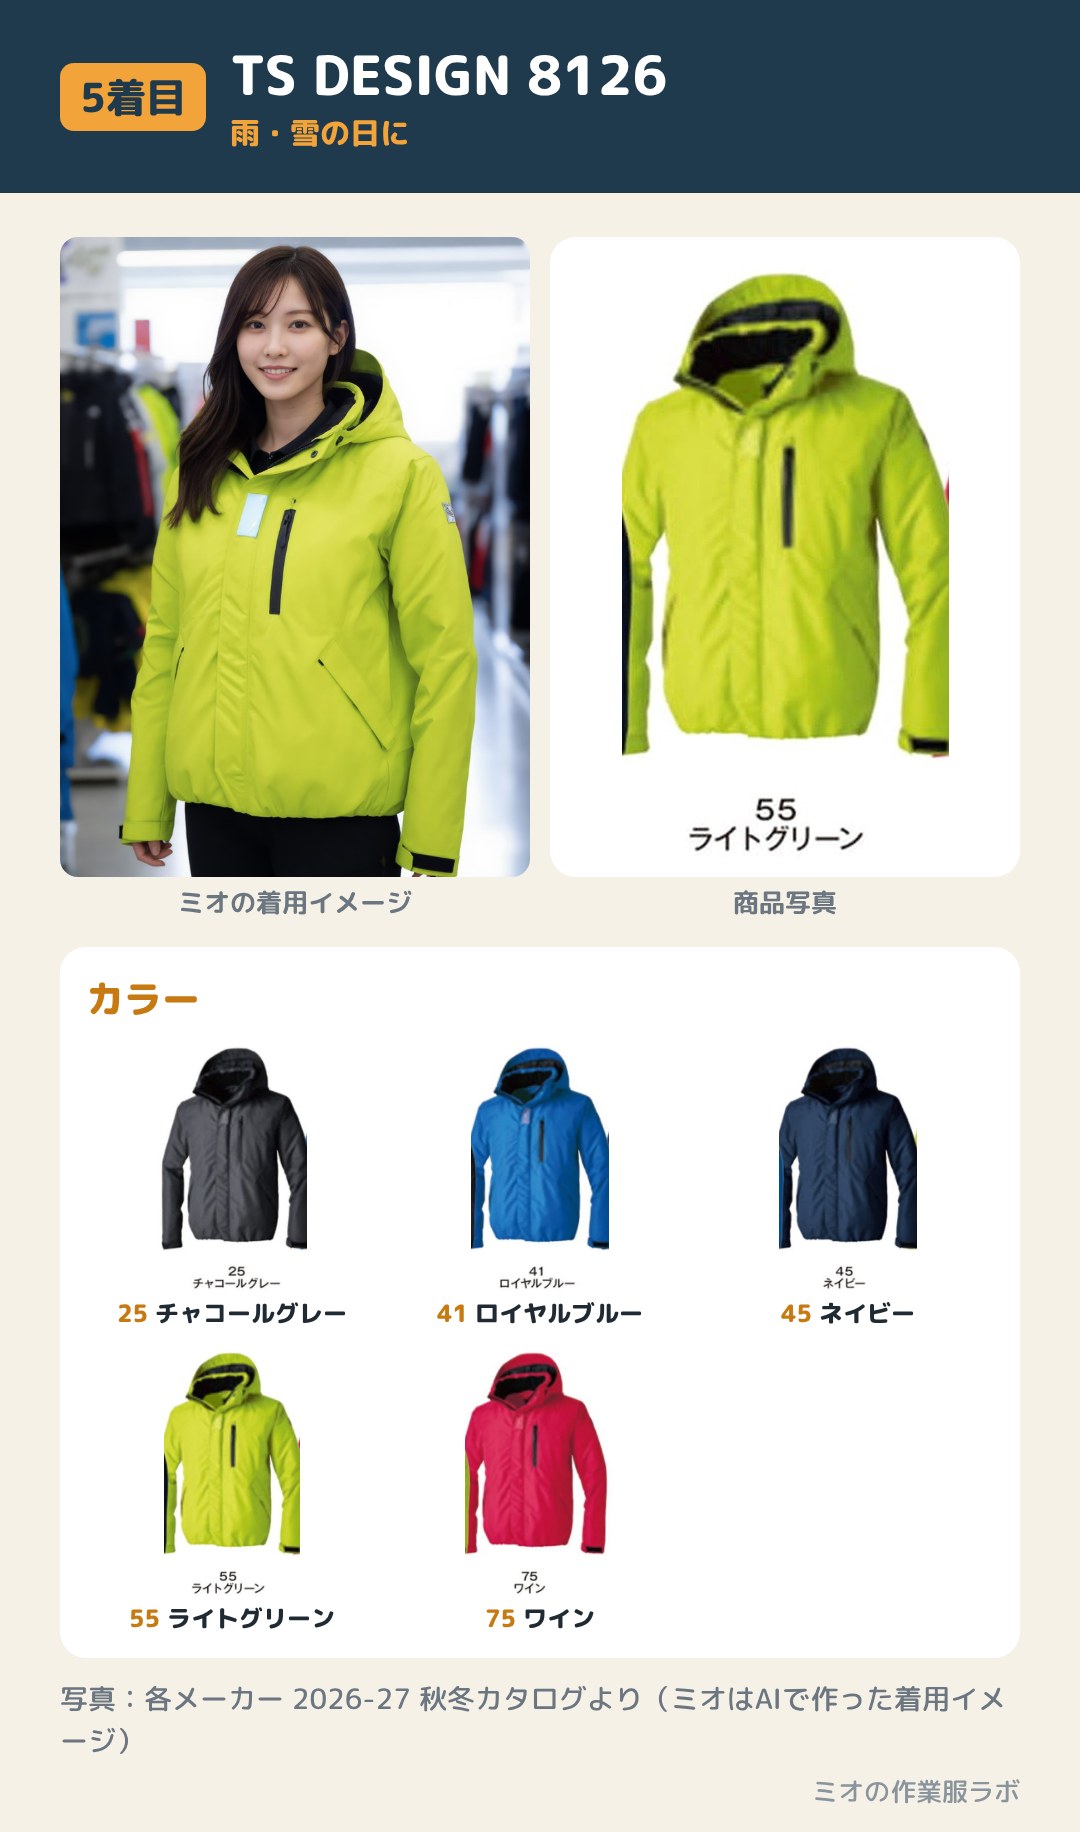 5着目
TS DESIGN 8126
雨・雪の日に
55
ライトグリーン
ミオの着用イメージ
商品写真
カラー
25
チャコールグレー
25 チャコールグレー
41
ロイヤルブルー
41 ロイヤルブルー
45
ネイビー
45 ネイビー
55
ライトグリーン
55 ライトグリーン
75
ワイン
75 ワイン
写真：各メーカー 2026-27 秋冬カタログより（ミオはAIで作った着用イメ
ージ）
ミオの作業服ラボ